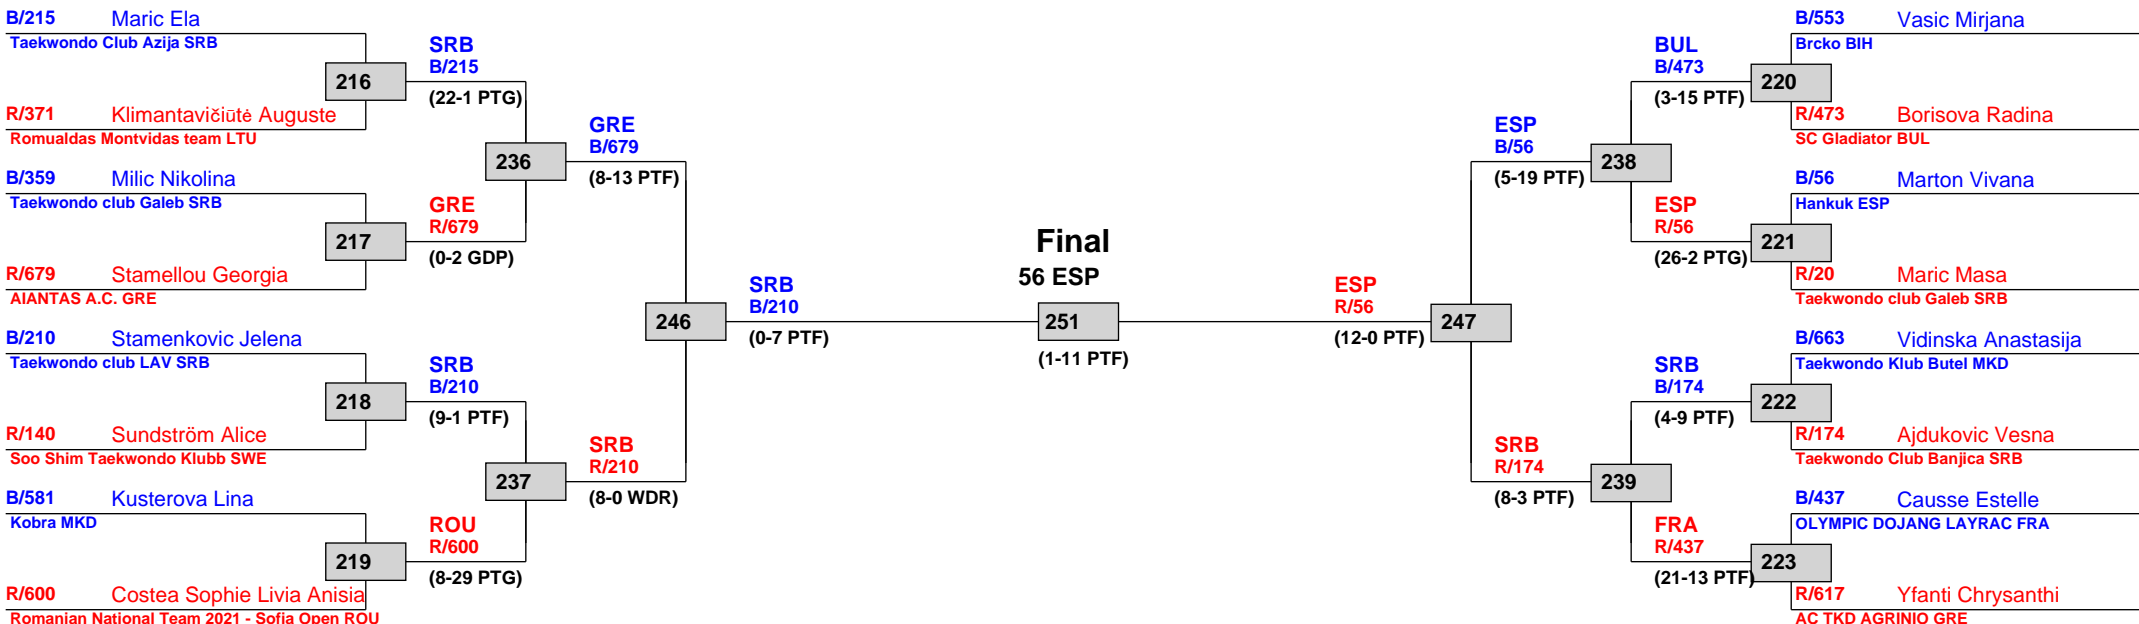 B/215 Maric Ela
Taekwondo Club Azija SRB
216
R/371 Klimantavičiūtė Auguste
Romualdas Montvidas team LTU
SRB
B/215
(22-1 PTG)
B/359 Milic Nikolina
Taekwondo club Galeb SRB
217
R/679 Stamellou Georgia
AIANTAS A.C. GRE
GRE
R/679
(0-2 GDP)
236
GRE
B/679
(8-13 PTF)
B/210 Stamenkovic Jelena
Taekwondo club LAV SRB
218
R/140 Sundström Alice
Soo Shim Taekwondo Klubb SWE
SRB
B/210
(9-1 PTF)
B/581 Kusterova Lina
Kobra MKD
219
R/600 Costea Sophie Livia Anisia
Romanian National Team 2021 - Sofia Open ROU
ROU
R/600
(8-29 PTG)
237
SRB
R/210
(8-0 WDR)
246
SRB
B/210
(0-7 PTF)
Final
56 ESP
251
(1-11 PTF)
ESP
R/56
(12-0 PTF)
247
ESP
B/56
(5-19 PTF)
238
BUL
B/473
(3-15 PTF)
220
B/553 Vasic Mirjana
Brcko BIH
R/473 Borisova Radina
SC Gladiator BUL
ESP
R/56
(26-2 PTG)
221
B/56 Marton Vivana
Hankuk ESP
R/20 Maric Masa
Taekwondo club Galeb SRB
SRB
R/174
(8-3 PTF)
239
SRB
B/174
(4-9 PTF)
222
B/663 Vidinska Anastasija
Taekwondo Klub Butel MKD
R/174 Ajdukovic Vesna
Taekwondo Club Banjica SRB
FRA
R/437
(21-13 PTF)
223
B/437 Causse Estelle
OLYMPIC DOJANG LAYRAC FRA
R/617 Yfanti Chrysanthi
AC TKD AGRINIO GRE